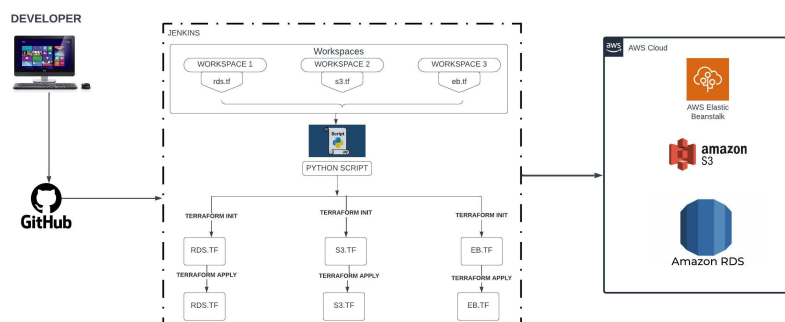 DEVELOPER
GitHub
JENKINS
Workspaces
WORKSPACE 1
WORKSPACE 2
WORKSPACE 3
rds.tf
s3.tf
eb.tf
Script
PYTHON SCRIPT
TERRAFORM INIT
TERRAFORM INIT
TERRAFORM INIT
RDS.TF
S3.TF
EB.TF
TERRAFORM APPLY
TERRAFORM APPLY
TERRAFORM APPLY
RDS.TF
S3.TF
EB.TF
aws
AWS Cloud
AWS Elastic
Beanstalk
amazon
S3
Amazon RDS